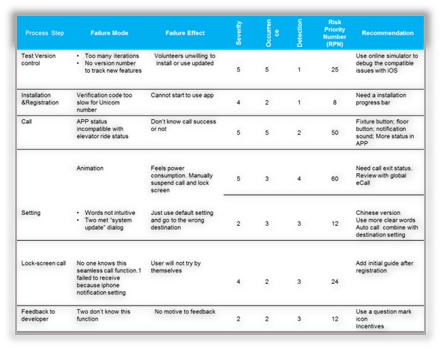 Process Step Failure Mode Failure Effect Severity Occurren ce Detection Risk Priority Number (RPN) Recommendation
Test Version control
• Too many iterations
• No version number to track new features
Volunteers unwilling to install or use updated
5 5 1 25
Use online simulator to debug the compatible issues with iOS
Installation &Registration
Verification code too slow for Unicom number
Cannot start to use app
4 2 1 8
Need a installation progress bar
Call
APP status incompatible with elevator ride status
Don't know call success or not
5 5 2 50
Fixture button; floor button; notification sound; More status in APP
Animation
Feels power consumption. Manually suspend call and lock screen
5 3 4 60
Need call exit status. Review with global eCall
Setting
• Words not intuitive
• Two met "system update" dialog
Just use default setting and go to the wrong destination
2 3 3 12
Chinese version
Use more clear words
Auto call combine with destination setting
Lock-screen call
No one knows this seamless call function.1 failed to receive because iphone notification setting
User will not try by themselves
4 2 3 24
Add initial guide after registration
Feedback to developer
Two don't know this function
No motive to feedback
2 2 3 12
Use a question mark icon
Incentives